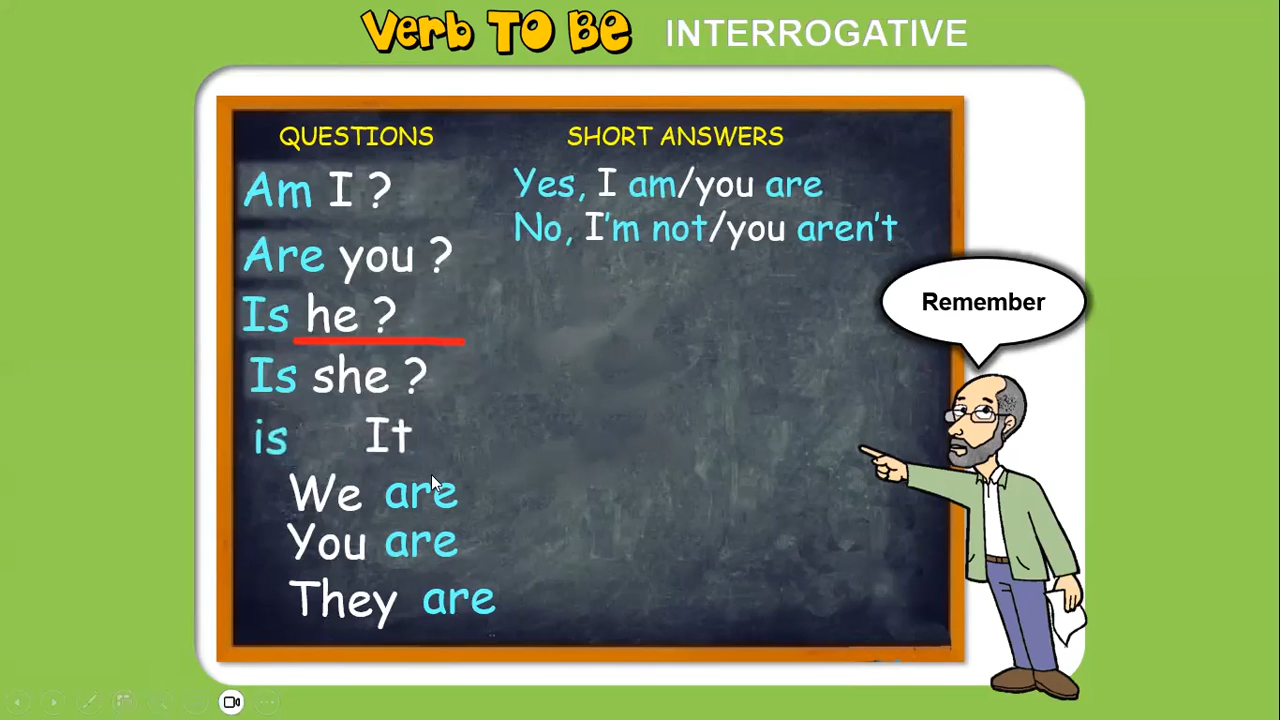 Verb TO BE INTERROGATIVE
QUESTIONS
SHORT ANSWERS
Am I ?
Yes, I am/you are
No, I'm not/you aren't
Are you ?
Is he ?
Is she ?
is It
We are
You are
They are
Remember